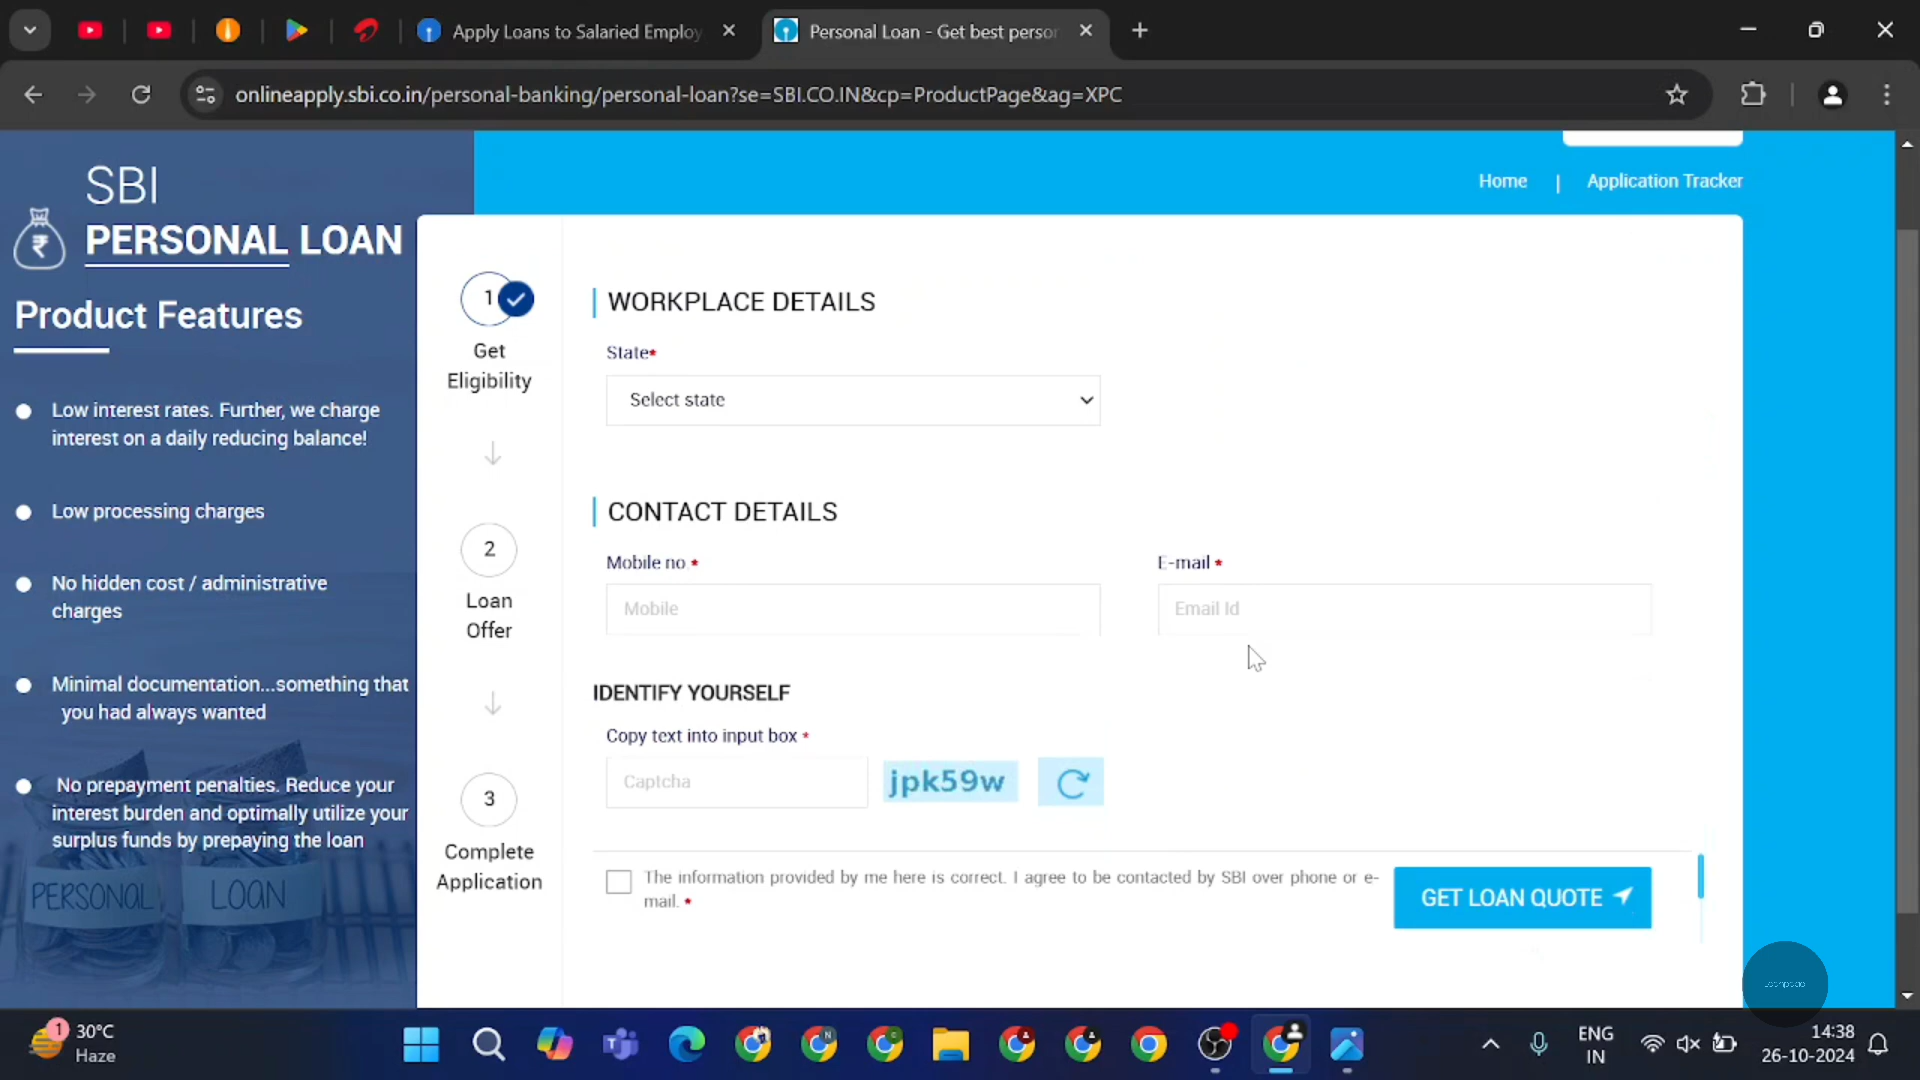 Apply Loans to Salaried Employ
Personal Loan - Get best person
onlineapply.sbi.co.in/personal-banking/personal-loan?se=SBI.CO.IN&cp=ProductPage&ag=XPC
Home | Application Tracker
SBI
PERSONAL LOAN
Product Features
Low interest rates. Further, we charge
interest on a daily reducing balance!
Low processing charges
No hidden cost / administrative
charges
Minimal documentation...something that
you had always wanted
No prepayment penalties. Reduce your
interest burden and optimally utilize your
surplus funds by prepaying the loan
PERSONAL
LOAN
1
Get
Eligibility
2
Loan
Offer
3
Complete
Application
WORKPLACE DETAILS
State*
Select state
CONTACT DETAILS
Mobile no *
Mobile
E-mail *
Email Id
IDENTIFY YOURSELF
Copy text into input box *
Captcha
jpk59w
The information provided by me here is correct. I agree to be contacted by SBI over phone or e-
mail. *
GET LOAN QUOTE
1
30°C
Haze
ENG
IN
14:38
26-10-2024